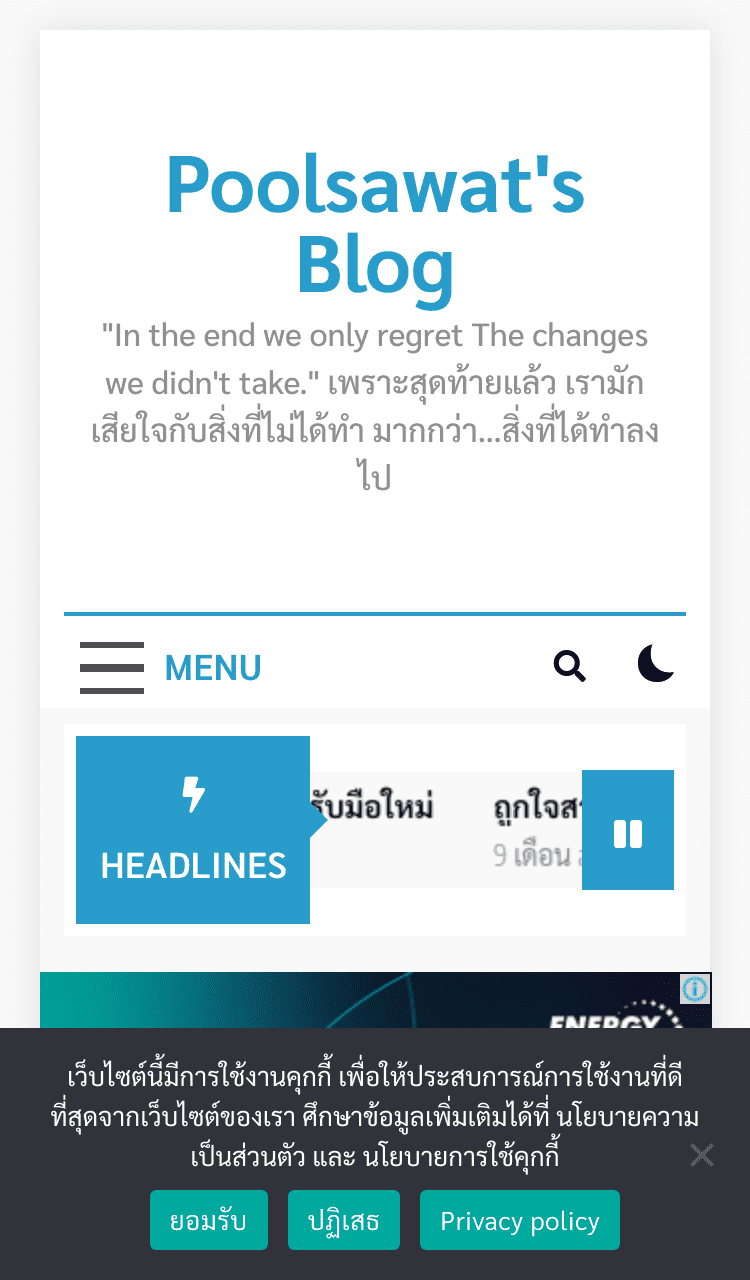 Poolsawat's
Blog
"In the end we only regret The changes
we didn't take." เพราะสุดท้ายแล้ว เรามัก
เสียใจกับสิ่งที่ไม่ได้ทำ มากกว่า...สิ่งที่ได้ทำลง
ไป
MENU
HEADLINES
รับมือใหม่
ถูกใจ
9 เดือน
ENERGY
เว็บไซต์นี้มีการใช้งานคุกกี้ เพื่อให้ประสบการณ์การใช้งานที่ดี
ที่สุดจากเว็บไซต์ของเรา ศึกษาข้อมูลเพิ่มเติมได้ที่ นโยบายความ
เป็นส่วนตัว และ นโยบายการใช้คุกกี้
ยอมรับ
ปฏิเสธ
Privacy policy